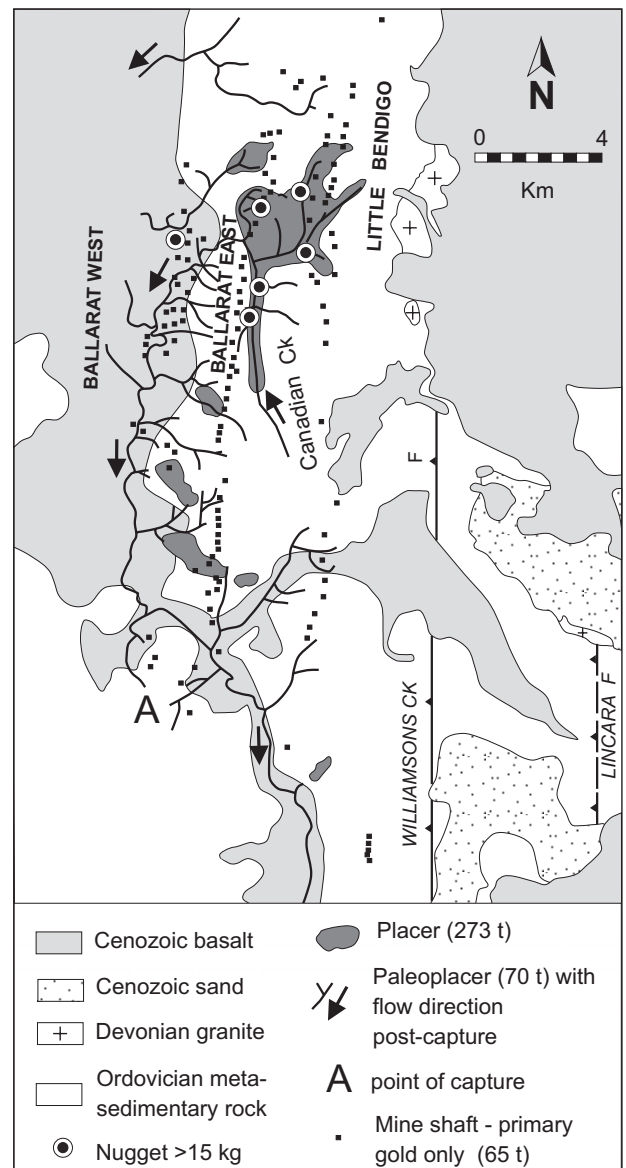 N
0 4
Km
LITTLE BENDIGO
BALLARAT EAST
BALLARAT WEST
Canadian Ck
F
A
WILLIAMSONS CK
LINCARA F
Cenozoic basalt
Cenozoic sand
Devonian granite
Ordovician meta-
sedimentary rock
Nugget >15 kg
Placer (273 t)
Paleoplacer (70 t) with
flow direction
post-capture
A point of capture
Mine shaft - primary
gold only (65 t)